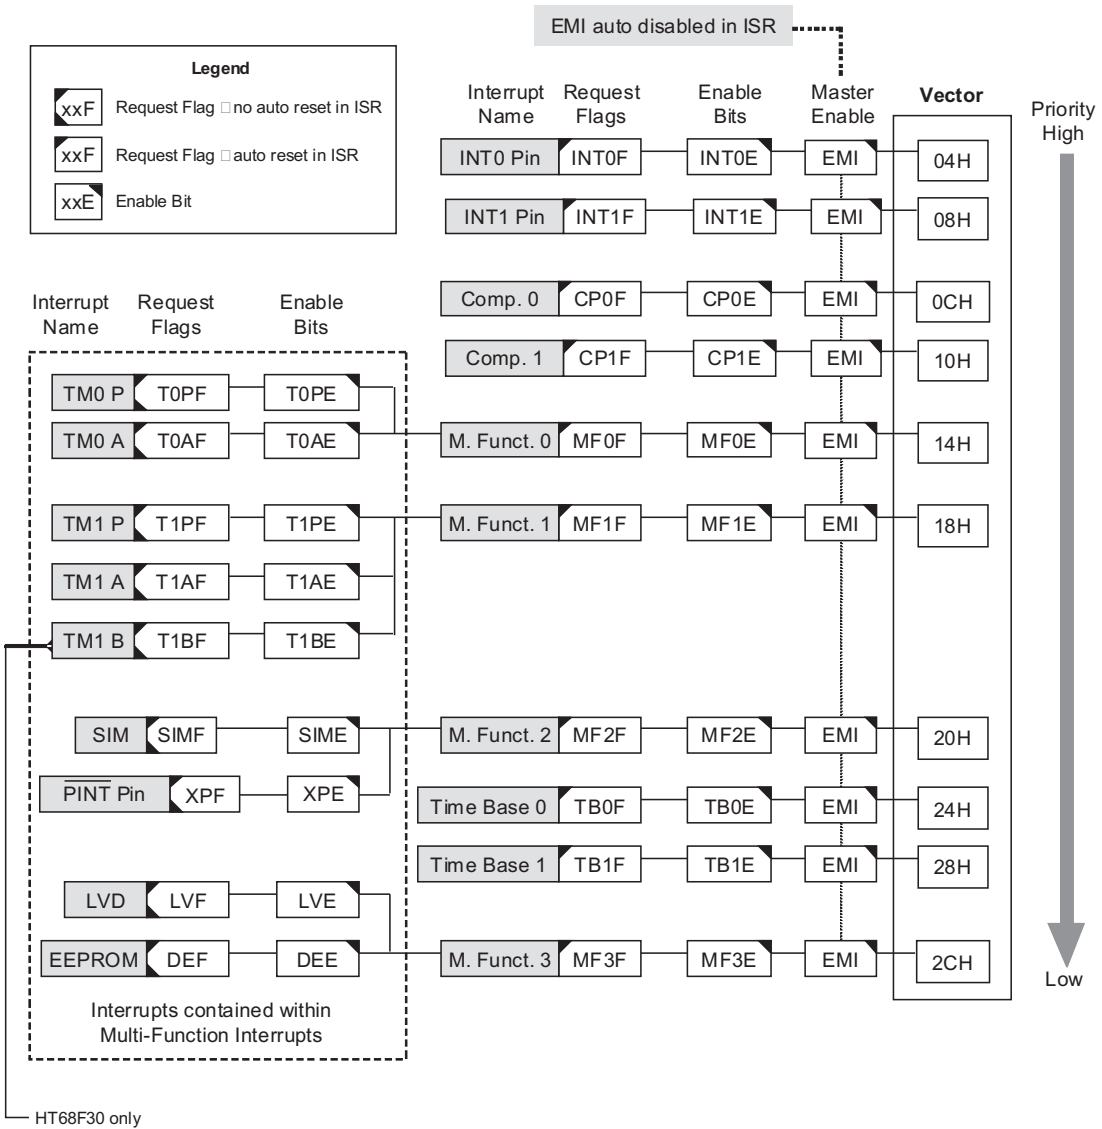 EMI auto disabled in ISR
Legend
xxF Request Flag □ no auto reset in ISR
xxF Request Flag □ auto reset in ISR
xxE Enable Bit
Interrupt Name
Request Flags
Enable Bits
Master Enable
Vector
Priority
High
INT0 Pin INT0F INT0E EMI 04H
INT1 Pin INT1F INT1E EMI 08H
Comp. 0 CP0F CP0E EMI 0CH
Comp. 1 CP1F CP1E EMI 10H
Interrupt Name
Request Flags
Enable Bits
TM0 P T0PF T0PE
TM0 A T0AF T0AE M. Funct. 0 MF0F MF0E EMI 14H
TM1 P T1PF T1PE M. Funct. 1 MF1F MF1E EMI 18H
TM1 A T1AF T1AE
TM1 B T1BF T1BE
SIM SIMF SIME M. Funct. 2 MF2F MF2E EMI 20H
PINT Pin XPF XPE Time Base 0 TB0F TB0E EMI 24H
Time Base 1 TB1F TB1E EMI 28H
LVD LVF LVE
EEPROM DEF DEE M. Funct. 3 MF3F MF3E EMI 2CH
Low
Interrupts contained within
Multi-Function Interrupts
HT68F30 only